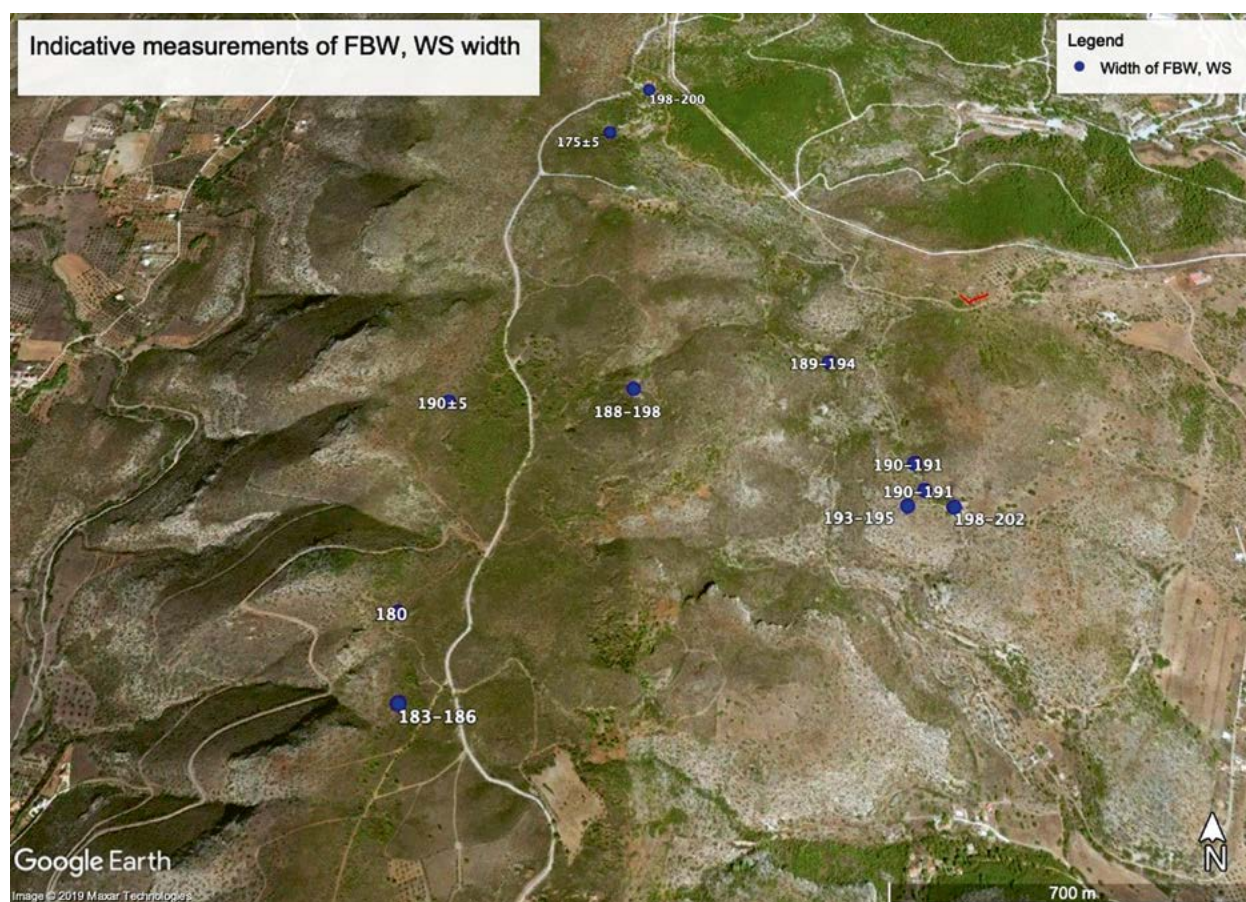 Indicative measurements of FBW, WS width
Legend
Width of FBW, WS
198-200
175±5
189-194
190±5
188-198
190-191
190-191
193-195
198-202
180
183-186
Google Earth
N
Image © 2019 Maxar Technologies
700 m